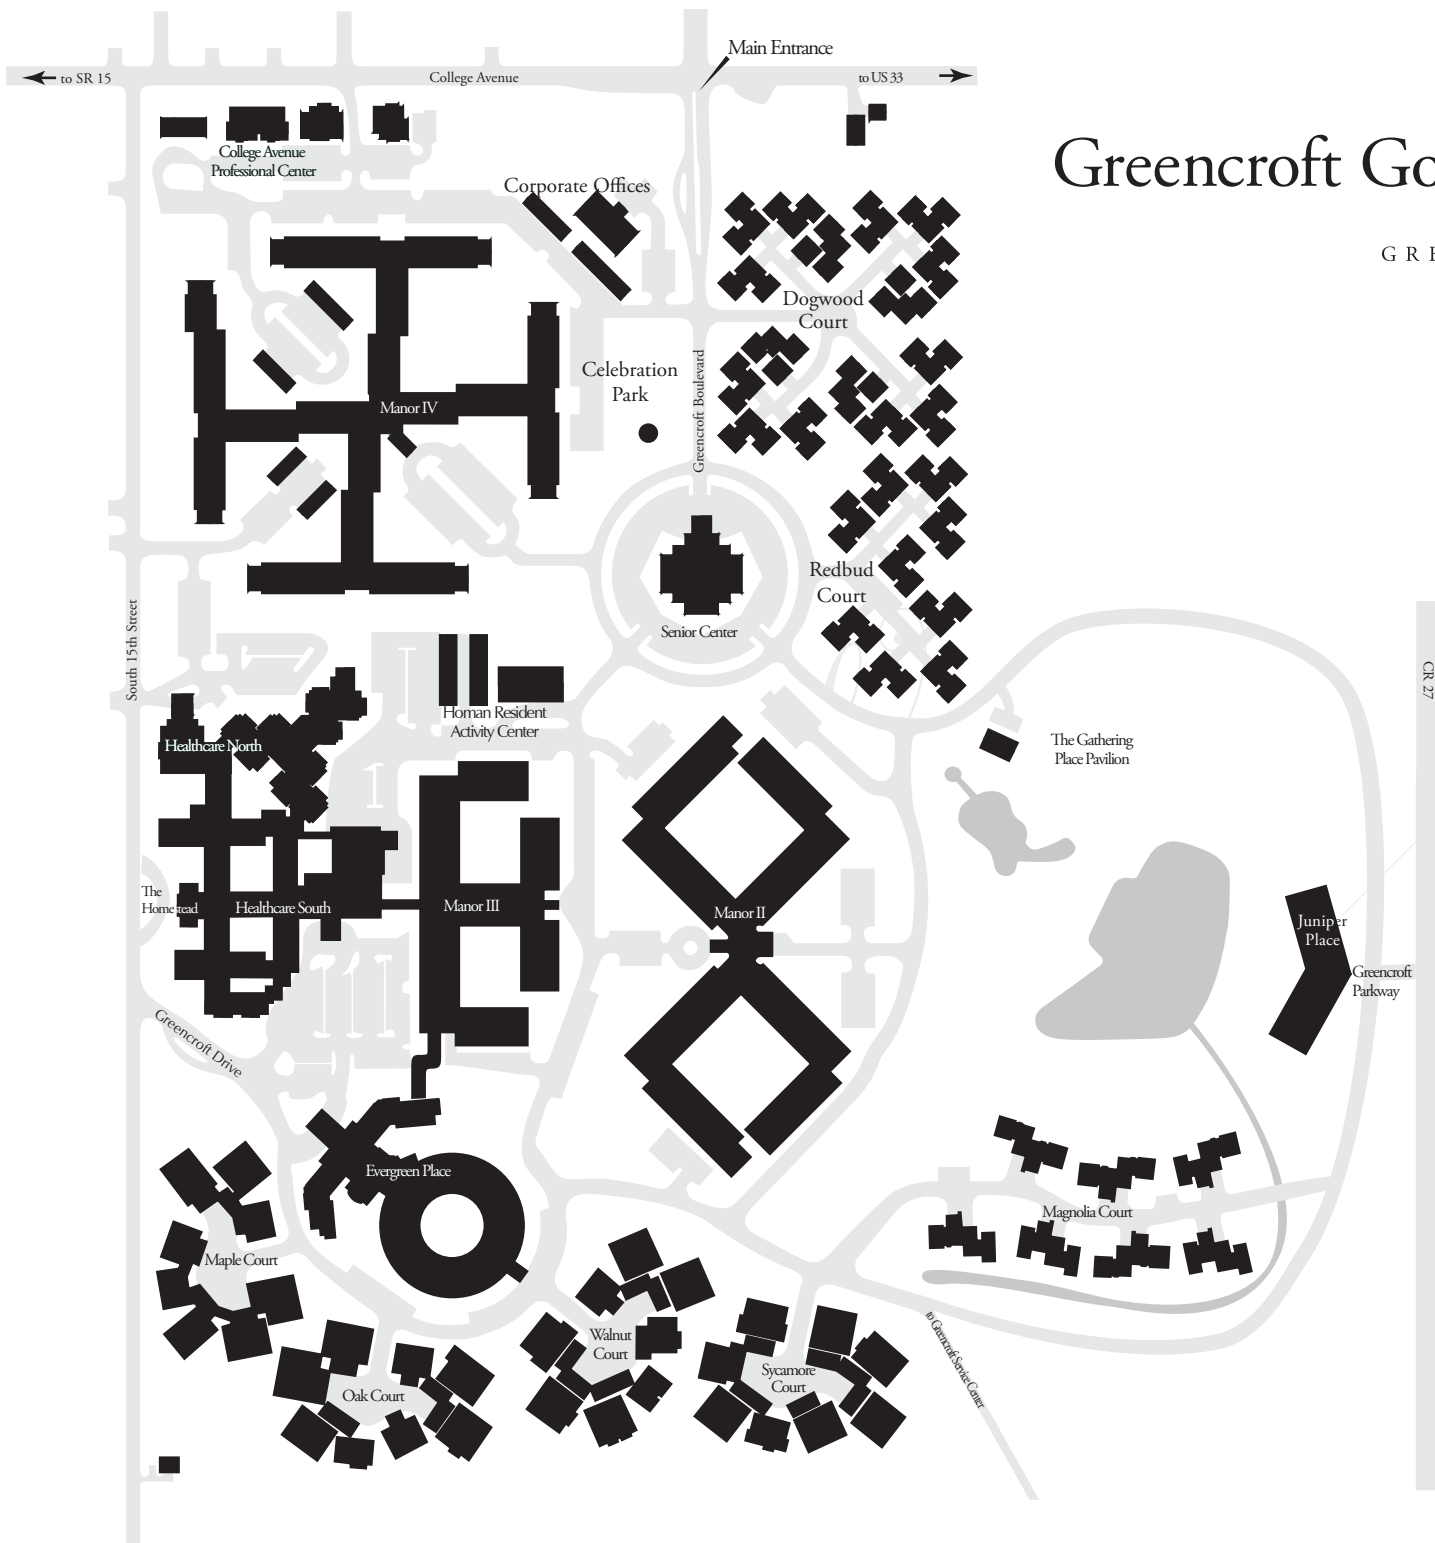 Main Entrance
to SR 15
College Avenue
to US 33
College Avenue
Professional Center
Corporate Offices
Greencroft Go
G R E
Dogwood
Court
Celebration
Park
Greencroft Boulevard
Manor IV
Redbud
Court
Senior Center
South 15th Street
CR 27
Homan Resident
Activity Center
Healthcare North
The Gathering
Place Pavilion
The
Homestead
Healthcare South
Manor III
Manor II
Juniper
Place
Greencroft
Parkway
Greencroft Drive
Evergreen Place
Magnolia Court
Maple Court
Walnut
Court
Sycamore
Court
Oak Court
to Greencroft Service Center